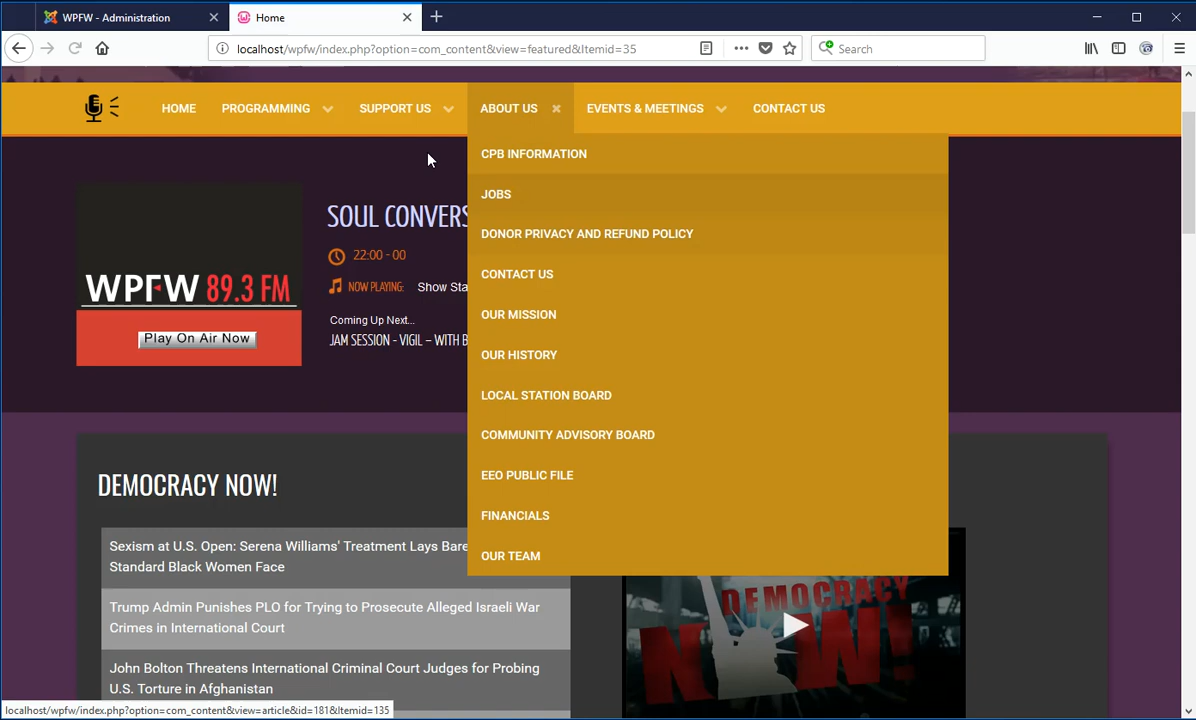 WPFW - Administration
Home
localhost/wpfw/index.php?option=com_content&view=featured&Itemid=35
Search
HOME
PROGRAMMING
SUPPORT US
ABOUT US
EVENTS & MEETINGS
CONTACT US
CPB INFORMATION
JOBS
DONOR PRIVACY AND REFUND POLICY
CONTACT US
OUR MISSION
OUR HISTORY
LOCAL STATION BOARD
COMMUNITY ADVISORY BOARD
EEO PUBLIC FILE
FINANCIALS
OUR TEAM
WPFW 89.3 FM
Play On Air Now
SOUL CONVERS
22:00 - 00
NOW PLAYING: Show Sta
Coming Up Next...
JAM SESSION - VIGIL – WITH B
DEMOCRACY NOW!
Sexism at U.S. Open: Serena Williams' Treatment Lays Bare
Standard Black Women Face
Trump Admin Punishes PLO for Trying to Prosecute Alleged Israeli War
Crimes in International Court
John Bolton Threatens International Criminal Court Judges for Probing
U.S. Torture in Afghanistan
DEMOCRACY
NOW!
localhost/wpfw/index.php?option=com_content&view=article&id=181&Itemid=135